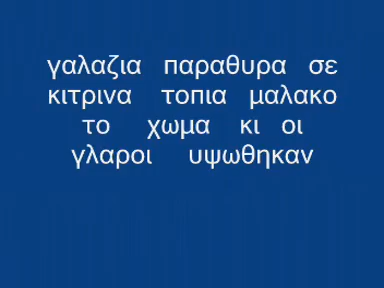 γαλαζια παραθυρα σε
κιτρινα τοπια μαλακο
το χωμα κι οι
γλαροι υψωθηκαν